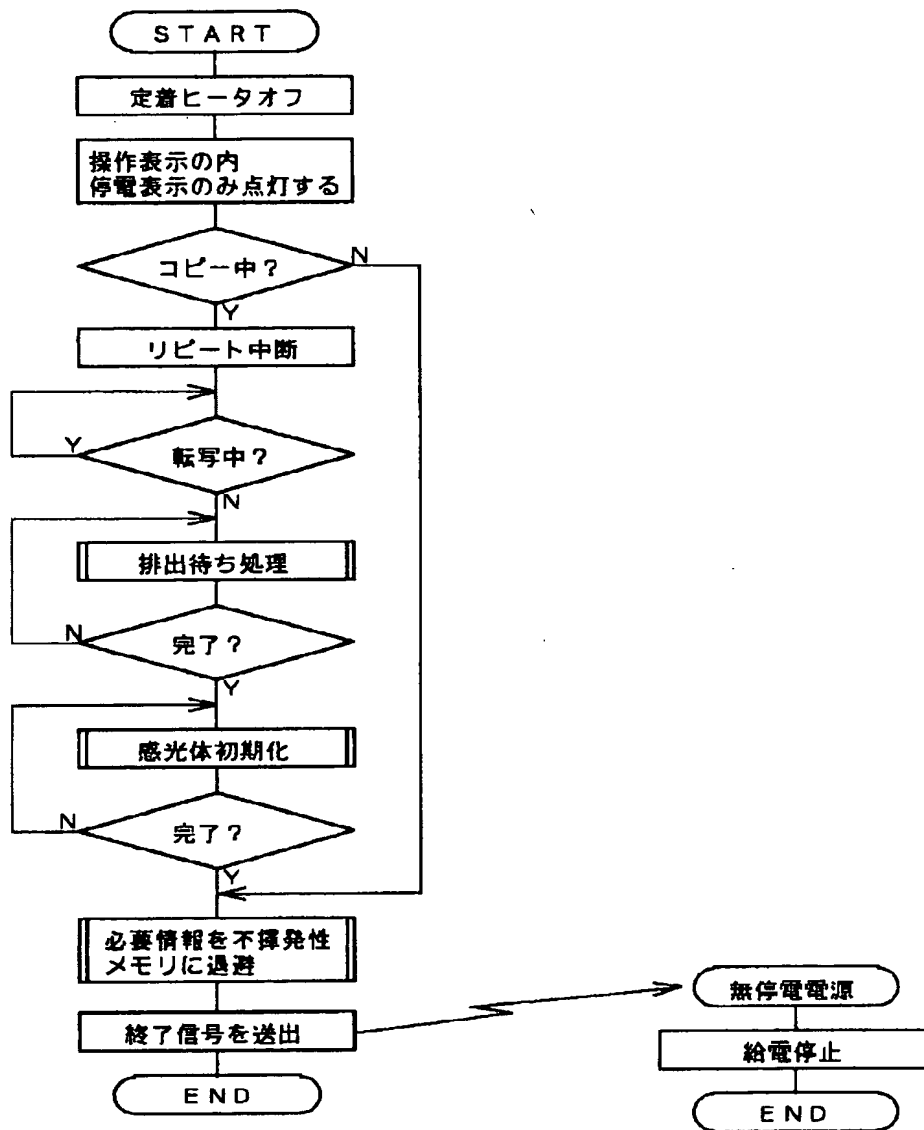 START
定着ヒータオフ
操作表示の内
停電表示のみ点灯する
コピー中?
N
Y
リピート中断
Y
転写中?
N
排出待ち処理
N
完了?
Y
感光体初期化
N
完了?
Y
必要情報を不揮発性
メモリに退避
終了信号を送出
END
無停電電源
給電停止
END